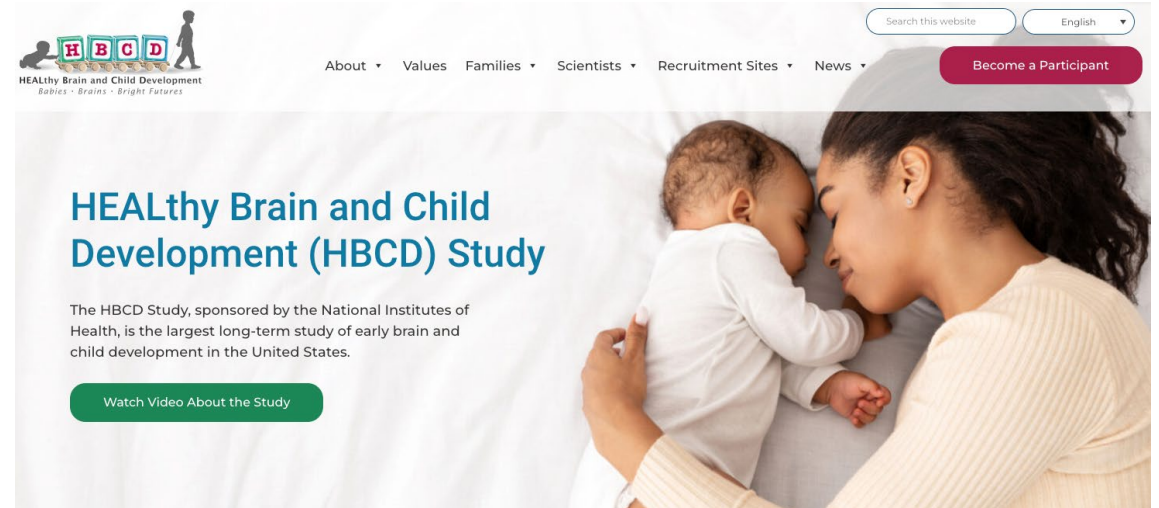 HBCD
HEALthy Brain and Child Development
Babies • Brains • Bright Futures
Search this website
English
About
Values
Families
Scientists
Recruitment Sites
News
Become a Participant
HEALthy Brain and Child
Development (HBCD) Study
The HBCD Study, sponsored by the National Institutes of
Health, is the largest long-term study of early brain and
child development in the United States.
Watch Video About the Study